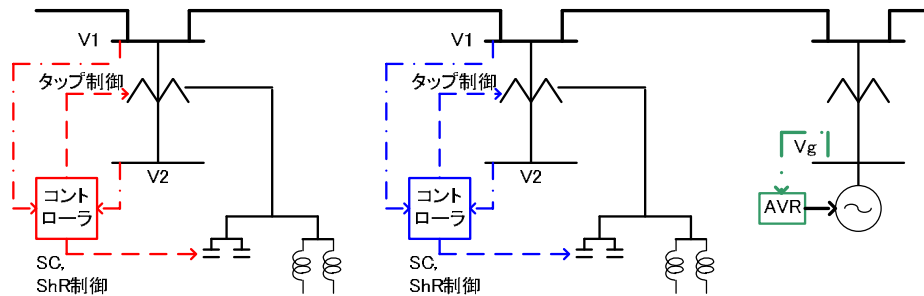 V1
タップ制御
V2
コント
ローラ
SC,
ShR制御
V1
タップ制御
V2
コント
ローラ
SC,
ShR制御
Vg
AVR